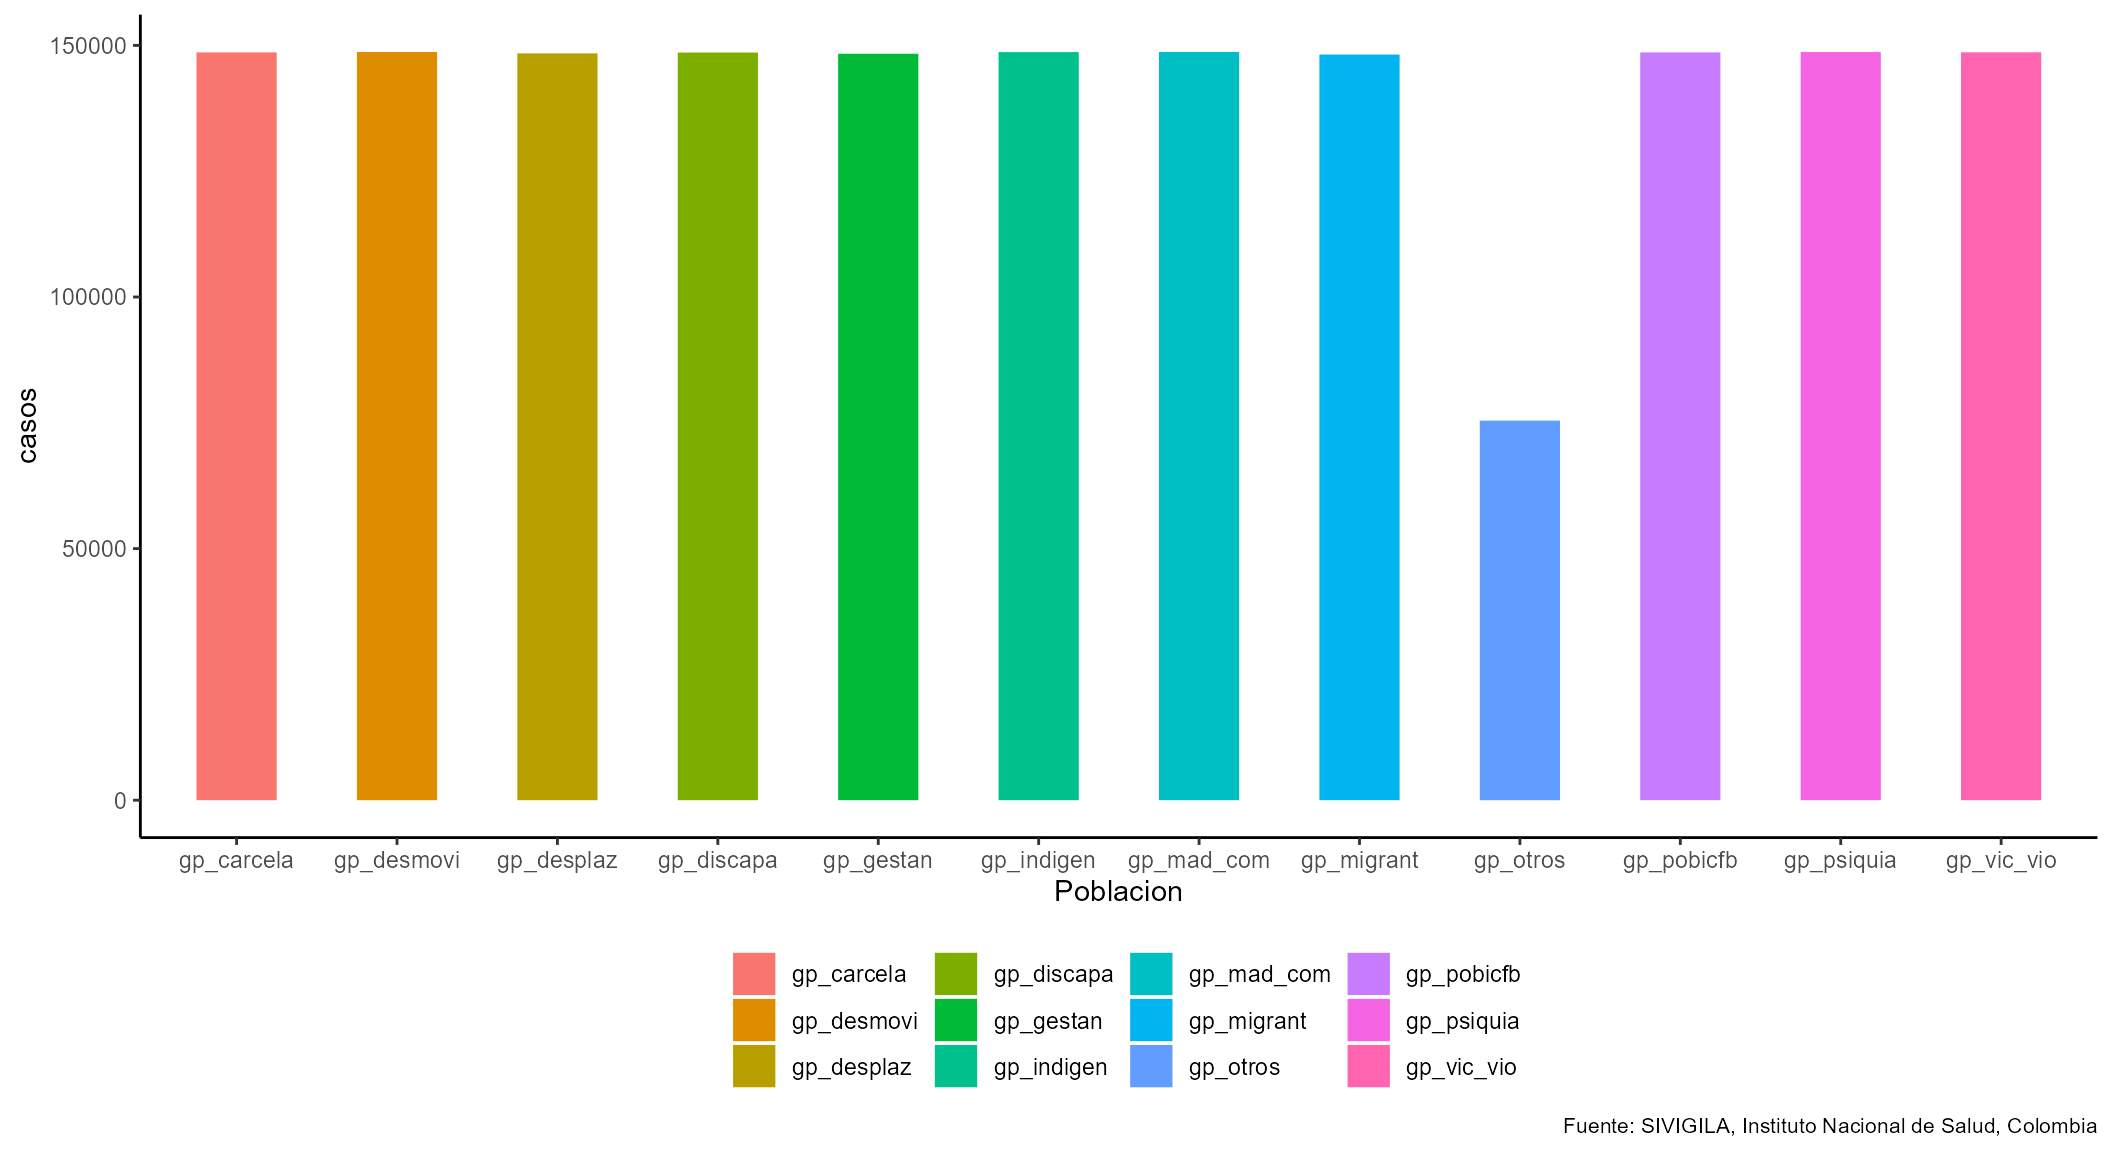 150000
100000
50000
0
casos
gp_carcela gp_desmovi gp_desplaz gp_discapa gp_gestan gp_indigen gp_mad_com gp_migrant gp_otros gp_pobicfb gp_psiquia gp_vic_vio
Poblacion
gp_carcela gp_discapa gp_mad_com gp_pobicfb
gp_desmovi gp_gestan gp_migrant gp_psiquia
gp_desplaz gp_indigen gp_otros gp_vic_vio
Fuente: SIVIGILA, Instituto Nacional de Salud, Colombia